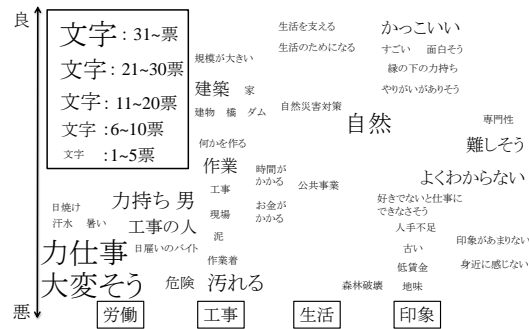 良
文字：31~票
文字：21~30票
文字：11~20票
文字：6~10票
文字：1~5票
規模が大きい
建築 家
建物 橋 ダム
何かを作る
作業
工事
現場
泥
作業着
汚れる
時間が
かかる
お金が
かかる
生活を支える
生活のためになる
自然災害対策
自然
公共事業
森林破壊
かっこいい
すごい 面白そう
縁の下の力持ち
やりがいがありそう
専門性
難しそう
よくわからない
好きでないと仕事に
できなさそう
人手不足
古い
低賃金
地味
印象があまりない
身近に感じない
日焼け
汗水 暑い
力持ち 男
工事の人
日雇いのバイト
力仕事
大変そう
危険
悪
労働
工事
生活
印象